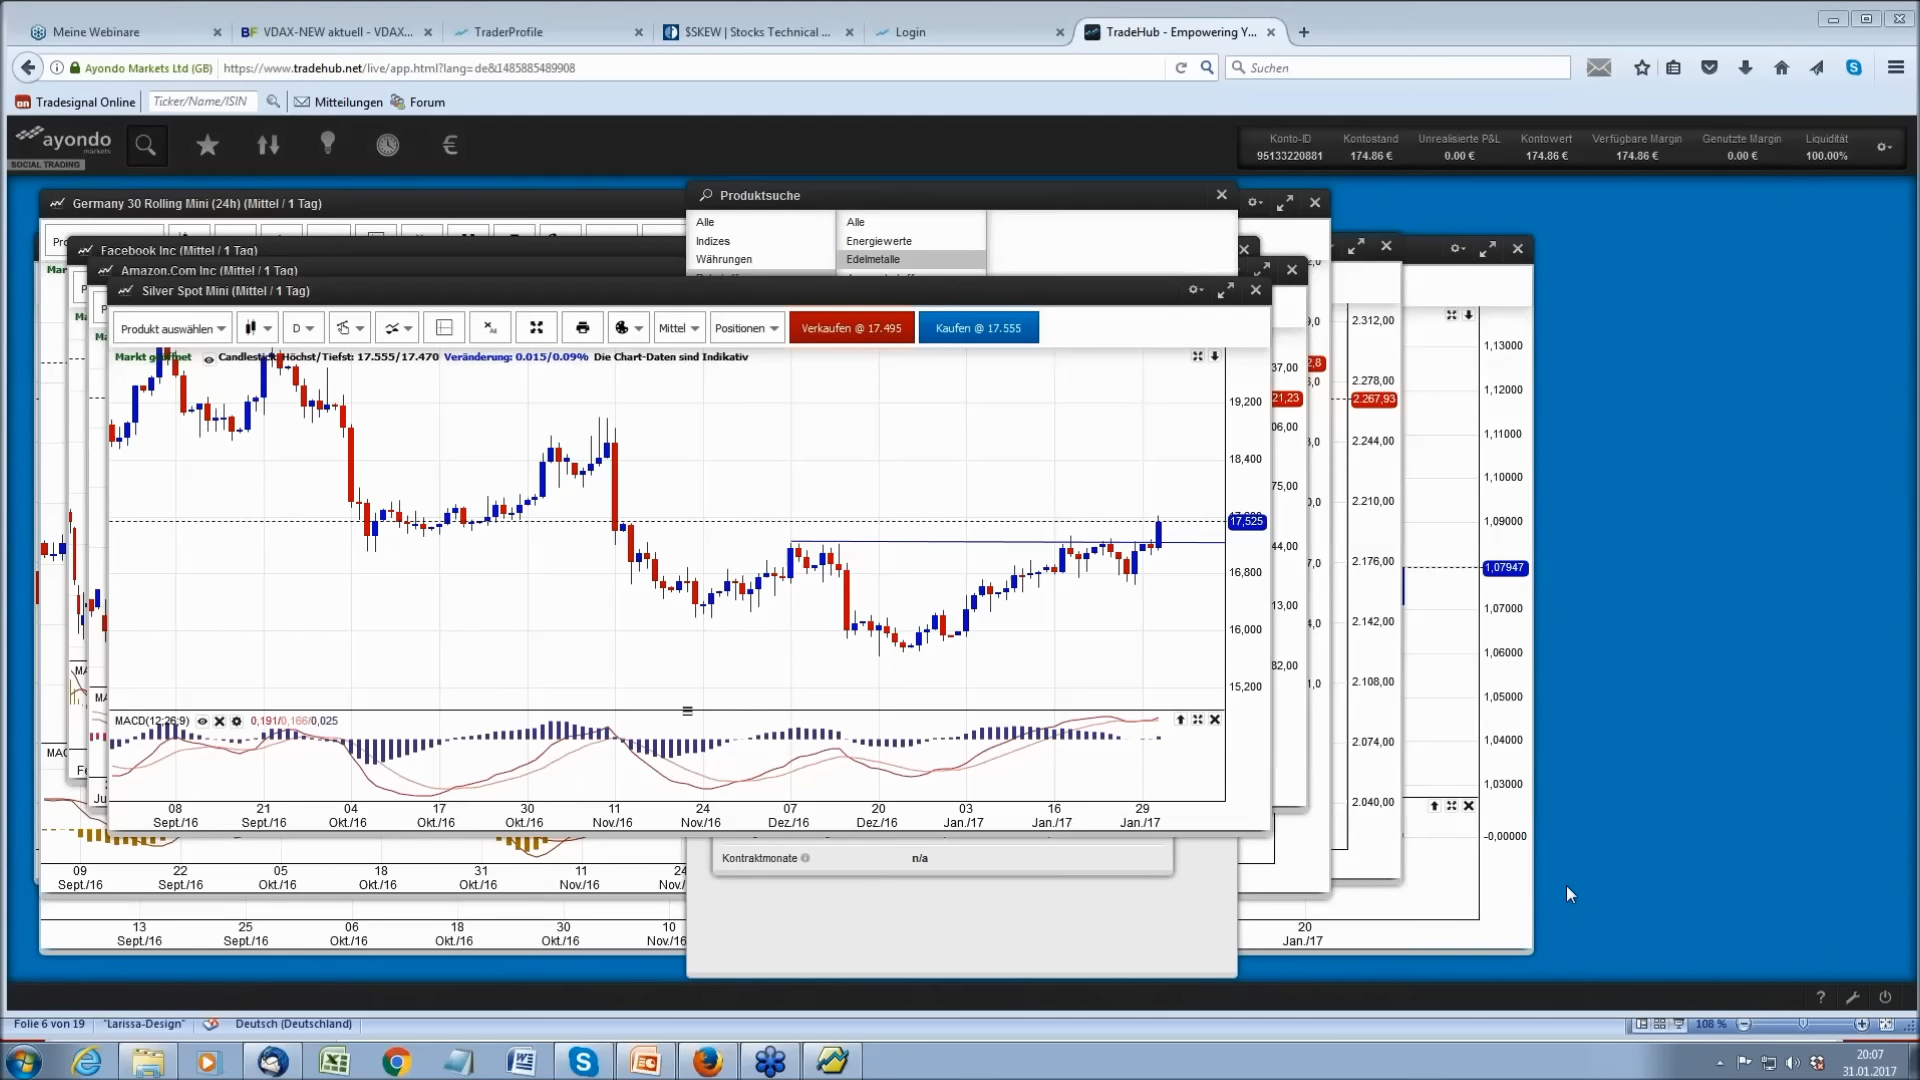 Meine Webinare
VDAX-NEW aktuell - VDAX...
TraderProfile
$SKEW | Stocks Technical ...
Login
TradeHub - Empowering Y...
Ayondo Markets Ltd (GB)
https://www.tradehub.net/live/app.html?lang=de&1485885489908
Suchen
Tradesignal Online
Ticker/Name/ISIN
Mitteilungen
Forum
ayondo
markets
SOCIAL TRADING
Konto-ID Kontostand Unrealisierte P&L Kontowert Verfügbare Margin Genutzte Margin Liquidität
95133220881 174.86 € 0.00 € 174.86 € 174.86 € 0.00 € 100.00%
Germany 30 Rolling Mini (24h) (Mittel / 1 Tag)
Produktsuche
Alle Alle
Indizes Energiewerte
Währungen Edelmetalle
Facebook Inc (Mittel / 1 Tag)
Amazon.Com Inc (Mittel / 1 Tag)
Silver Spot Mini (Mittel / 1 Tag)
Produkt auswählen
D
Mittel
Positionen
Verkaufen @ 17.495
Kaufen @ 17.555
Markt geöffnet
Candlestick Höchst/Tiefst: 17.555/17.470 Veränderung: 0.015/0.09% Die Chart-Daten sind Indikativ
19,200
18,400
17,525
16,800
16,000
15,200
MACD(12;26;9) 0,191/0,166/0,025
08 21 04 17 30 11 24 07 20 03 16 29
Sept./16 Sept./16 Okt./16 Okt./16 Okt./16 Nov./16 Nov./16 Dez./16 Dez./16 Jan./17 Jan./17 Jan./17
2.312,00
2.278,00
2.267,93
2.244,00
2.210,00
2.176,00
2.142,00
2.108,00
2.074,00
2.040,00
1,13000
1,12000
1,11000
1,10000
1,09000
1,07947
1,07000
1,06000
1,05000
1,04000
1,03000
-0,00000
Kontraktmonate n/a
09 22 05 18 31 11 24
Sept./16 Sept./16 Okt./16 Okt./16 Okt./16 Nov./16
13 25 06 18 30 10 20
Sept./16 Sept./16 Okt./16 Okt./16 Okt./16 Nov./16 Jan./17
Folie 6 von 19
"Larissa-Design"
Deutsch (Deutschland)
108 %
20:07
31.01.2017